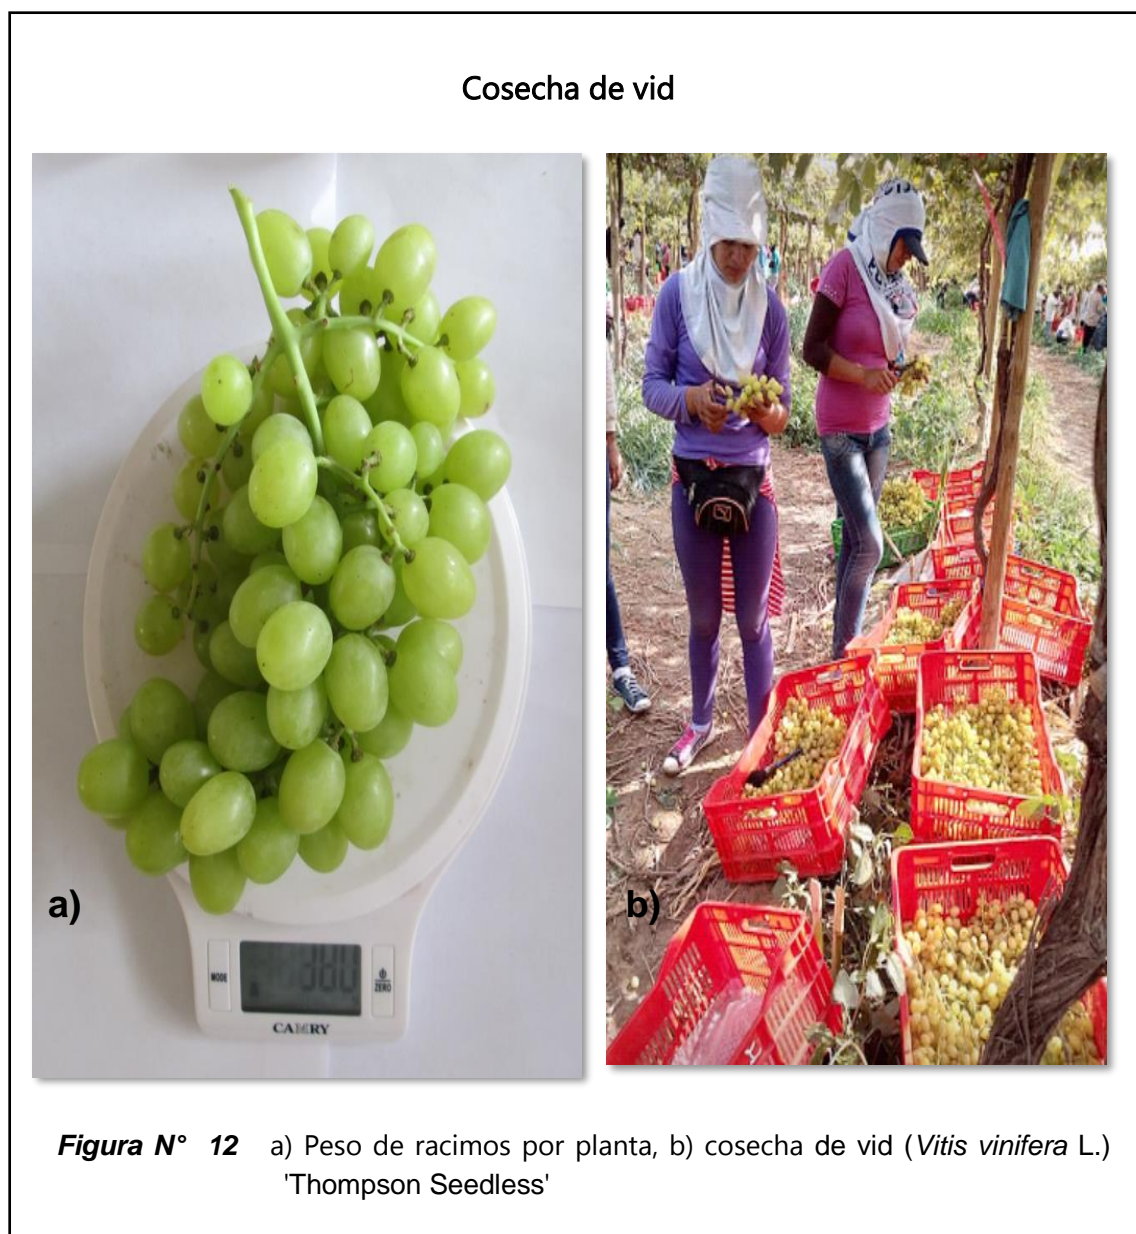 Cosecha de vid
a)
MODE
ZERO
CAMRY
b)
Figura N° 12 a) Peso de racimos por planta, b) cosecha de vid (Vitis vinifera L.)
'Thompson Seedless'